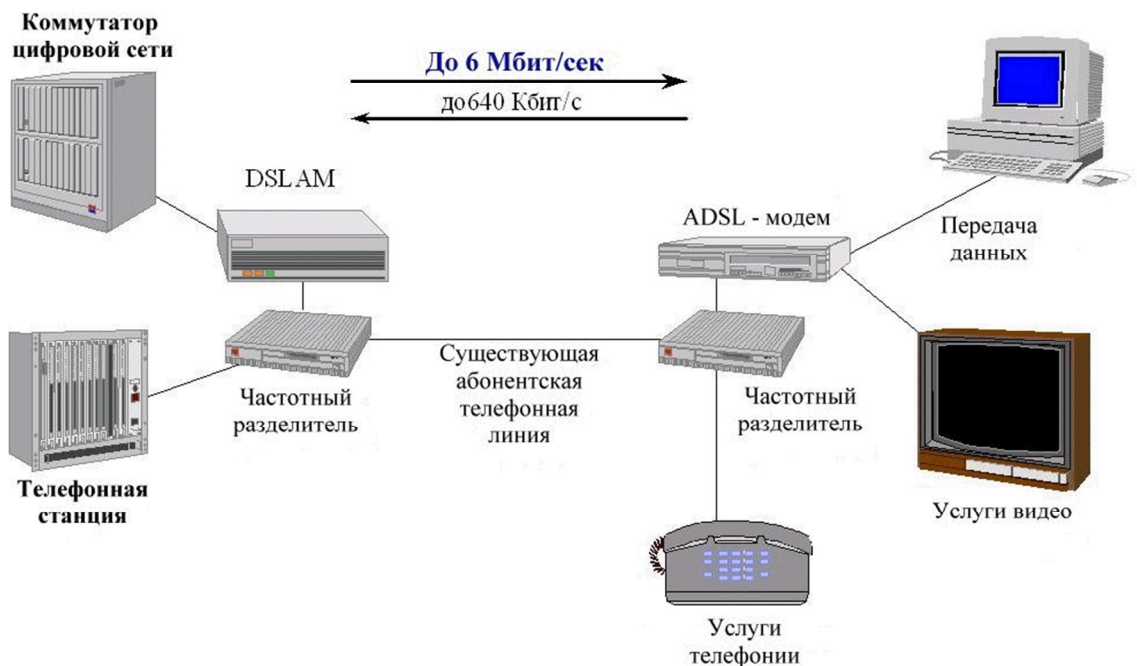 Коммутатор
цифровой сети
До 6 Мбит/сек
до640 Кбит/с
DSLAM
ADSL - модем
Передача
данных
Существующая
абонентская
телефонная
линия
Частотный
разделитель
Частотный
разделитель
Телефонная
станция
Услуги видео
Услуги
телефонии